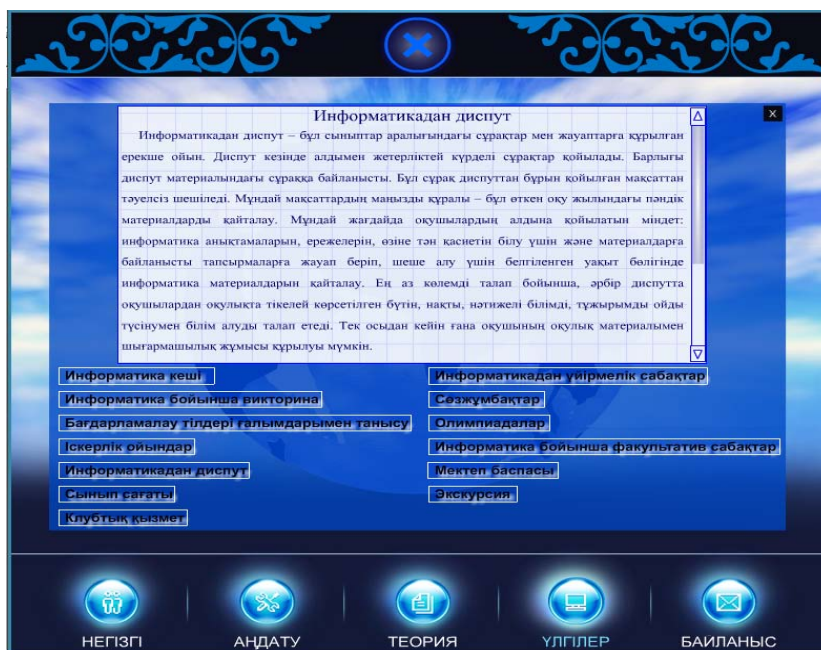 Информатикадан диспут
Информатикадан диспут – бұл сыныптар аралығындағы сұрақтар мен жауаптарға құрылған
ерекше ойын. Диспут кезінде алдымен жетерліктей күрделі сұрақтар қойылады. Барлығы
диспут материалындағы сұраққа байланысты. Бұл сұрақ диспуттан бұрын қойылған мақсаттан
тәуелсіз шешіледі. Мұндай мақсаттардың маңызды құралы – бұл өткен оқу жылындағы пәндік
материалдарды қайталау. Мұндай жағдайда оқушылардың алдына қойылатын міндет:
информатика анықтамаларын, ережелерін, өзіне тән қасиетін білу үшін және материалдарға
байланысты тапсырмаларға жауап беріп, шеше алу үшін белгіленген уақыт бөлігінде
информатика материалдарын қайталау. Ең аз көлемді талап бойынша, әрбір диспутта
оқушылардан оқулықта тікелей көрсетілген бүтін, нақты, нәтижелі білімді, тұжырымды ойды
түсінумен білім алуды талап етеді. Тек осыдан кейін ғана оқушының оқулық материалымен
шығармашылық жұмысы құрылуы мүмкін.
Информатика кеші
Информатика бойынша викторина
Бағдарламалау тілдері ғалымдарымен танысу
Іскерлік ойындар
Информатикадан диспут
Сынып сағаты
Клубтық қызмет
Информатикадан үйірмелік сабақтар
Сөзжұмбақтар
Олимпиадалар
Информатика бойынша факультатив сабақтар
Мектеп баспасы
Экскурсия
НЕГІЗГІ
АҢДАТУ
ТЕОРИЯ
ҮЛГІЛЕР
БАЙЛАНЫС